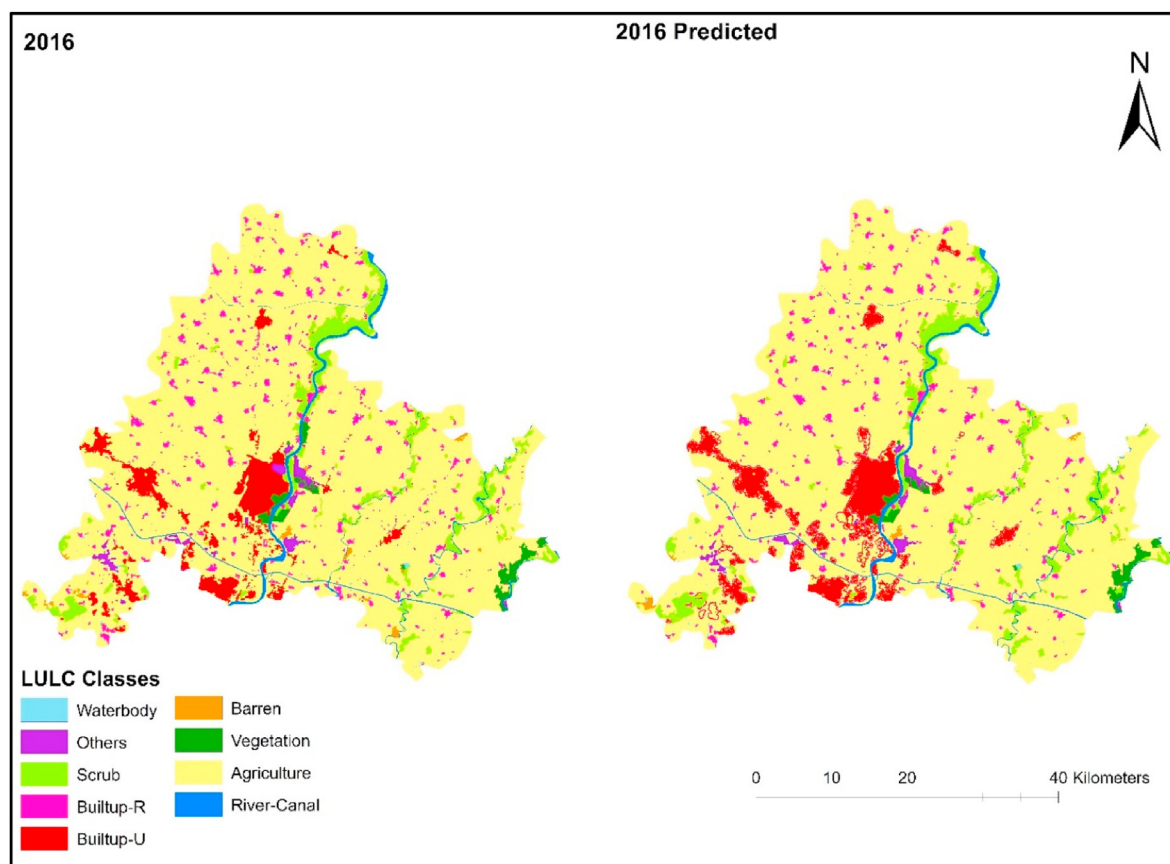 2016
2016 Predicted
N
LULC Classes
Waterbody
Others
Scrub
Builtup-R
Builtup-U
Barren
Vegetation
Agriculture
River-Canal
0 10 20 40 Kilometers